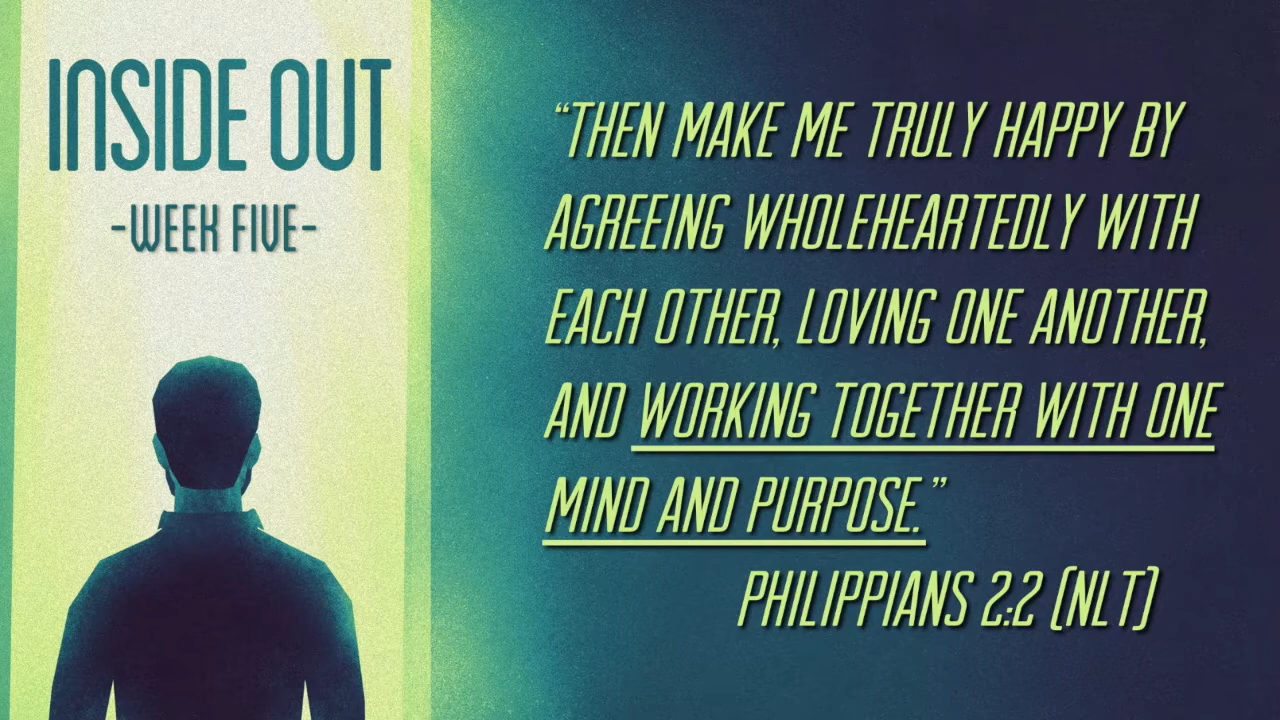 INSIDE OUT
-WEEK FIVE-
“THEN MAKE ME TRULY HAPPY BY
AGREEING WHOLEHEARTEDLY WITH
EACH OTHER, LOVING ONE ANOTHER,
AND WORKING TOGETHER WITH ONE
MIND AND PURPOSE.”
PHILIPPIANS 2:2 (NLT)